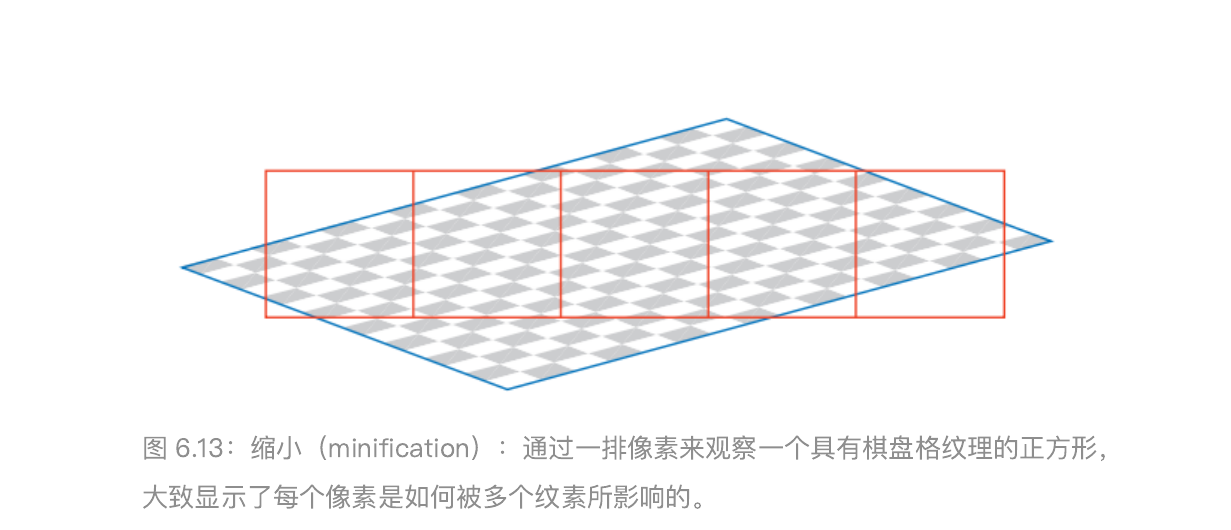 图 6.13：缩小（minification）：通过一排像素来观察一个具有棋盘格纹理的正方形，
大致显示了每个像素是如何被多个纹素所影响的。